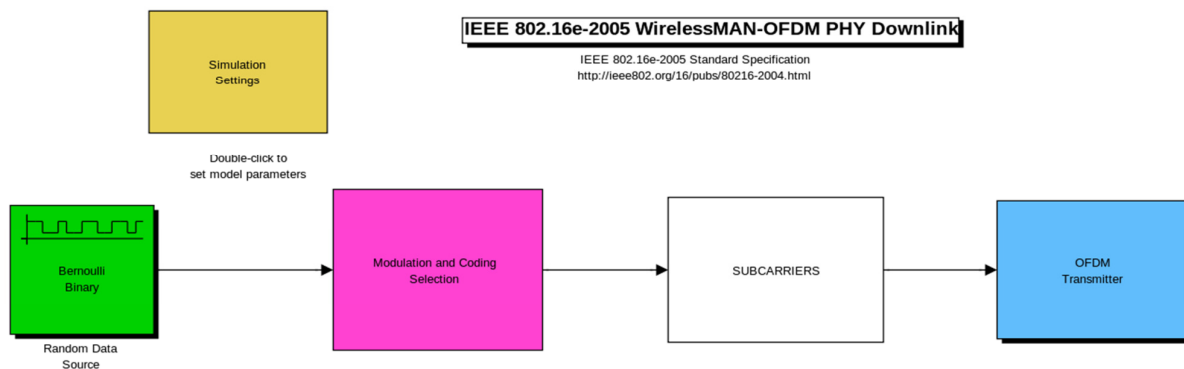 IEEE 802.16e-2005 WirelessMAN-OFDM PHY Downlink
IEEE 802.16e-2005 Standard Specification
http://ieee802.org/16/pubs/80216-2004.html
Simulation
Settings
Double-click to
set model parameters
Bernoulli
Binary
Random Data
Source
Modulation and Coding
Selection
SUBCARRIERS
OFDM
Transmitter